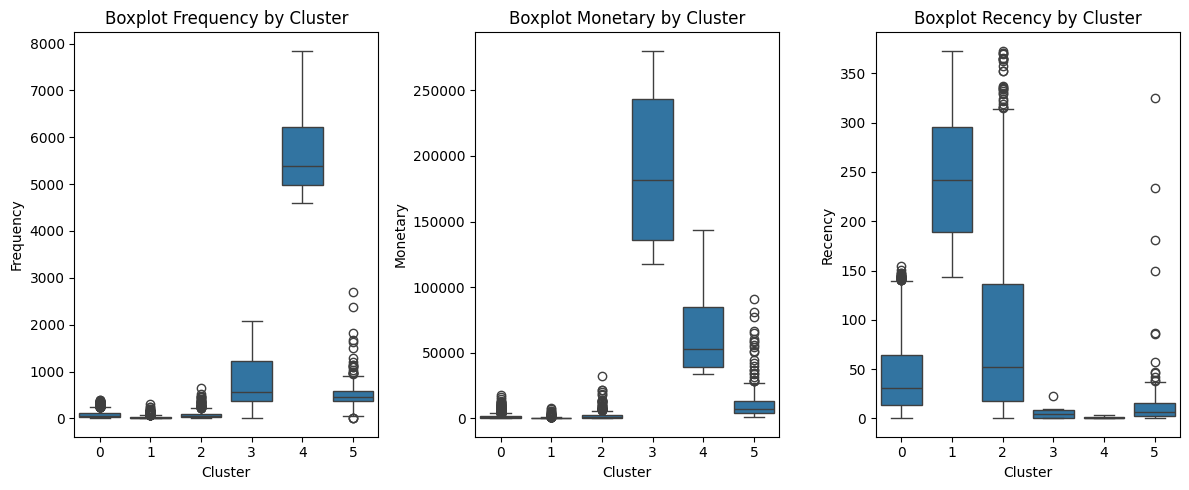 Boxplot Frequency by Cluster
Frequency
8000
7000
6000
5000
4000
3000
2000
1000
0
0 1 2 3 4 5
Cluster
Boxplot Monetary by Cluster
Monetary
250000
200000
150000
100000
50000
0
0 1 2 3 4 5
Cluster
Boxplot Recency by Cluster
Recency
350
300
250
200
150
100
50
0
0 1 2 3 4 5
Cluster